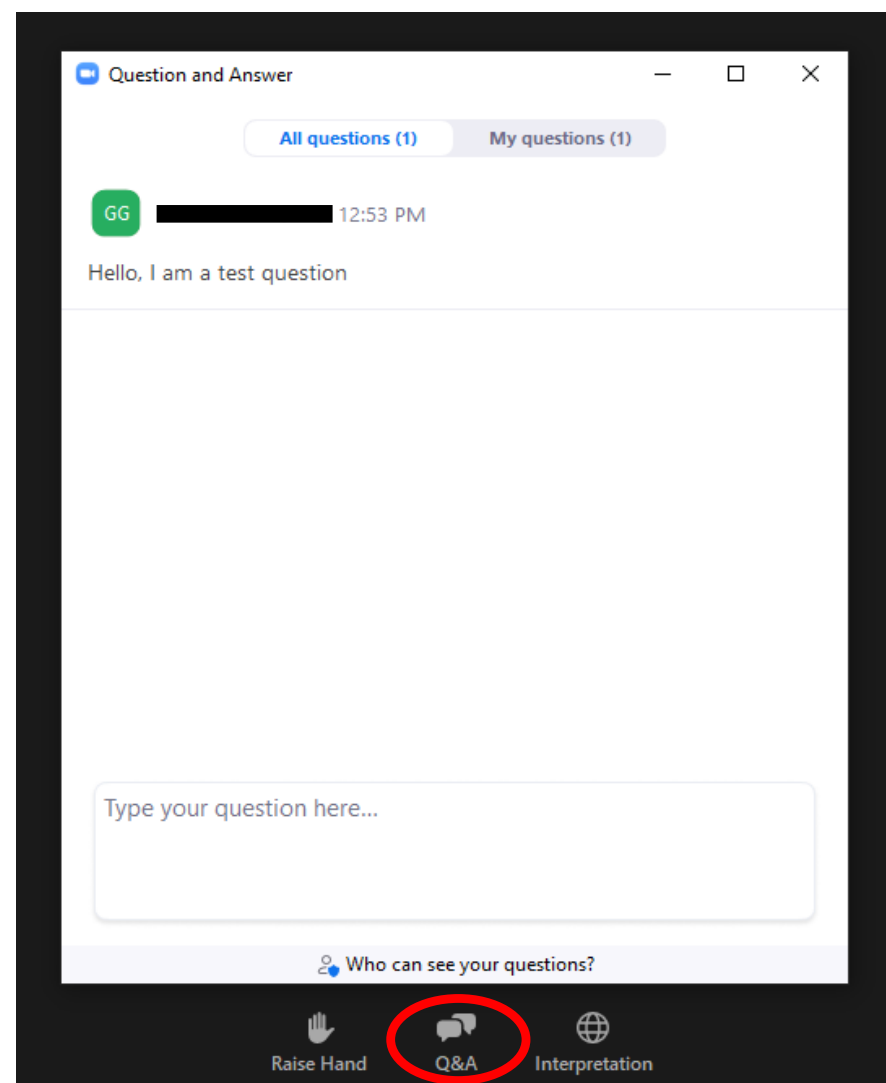 Question and Answer
All questions (1) My questions (1)
GG 12:53 PM
Hello, I am a test question
Type your question here...
Who can see your questions?
Raise Hand Q&A Interpretation